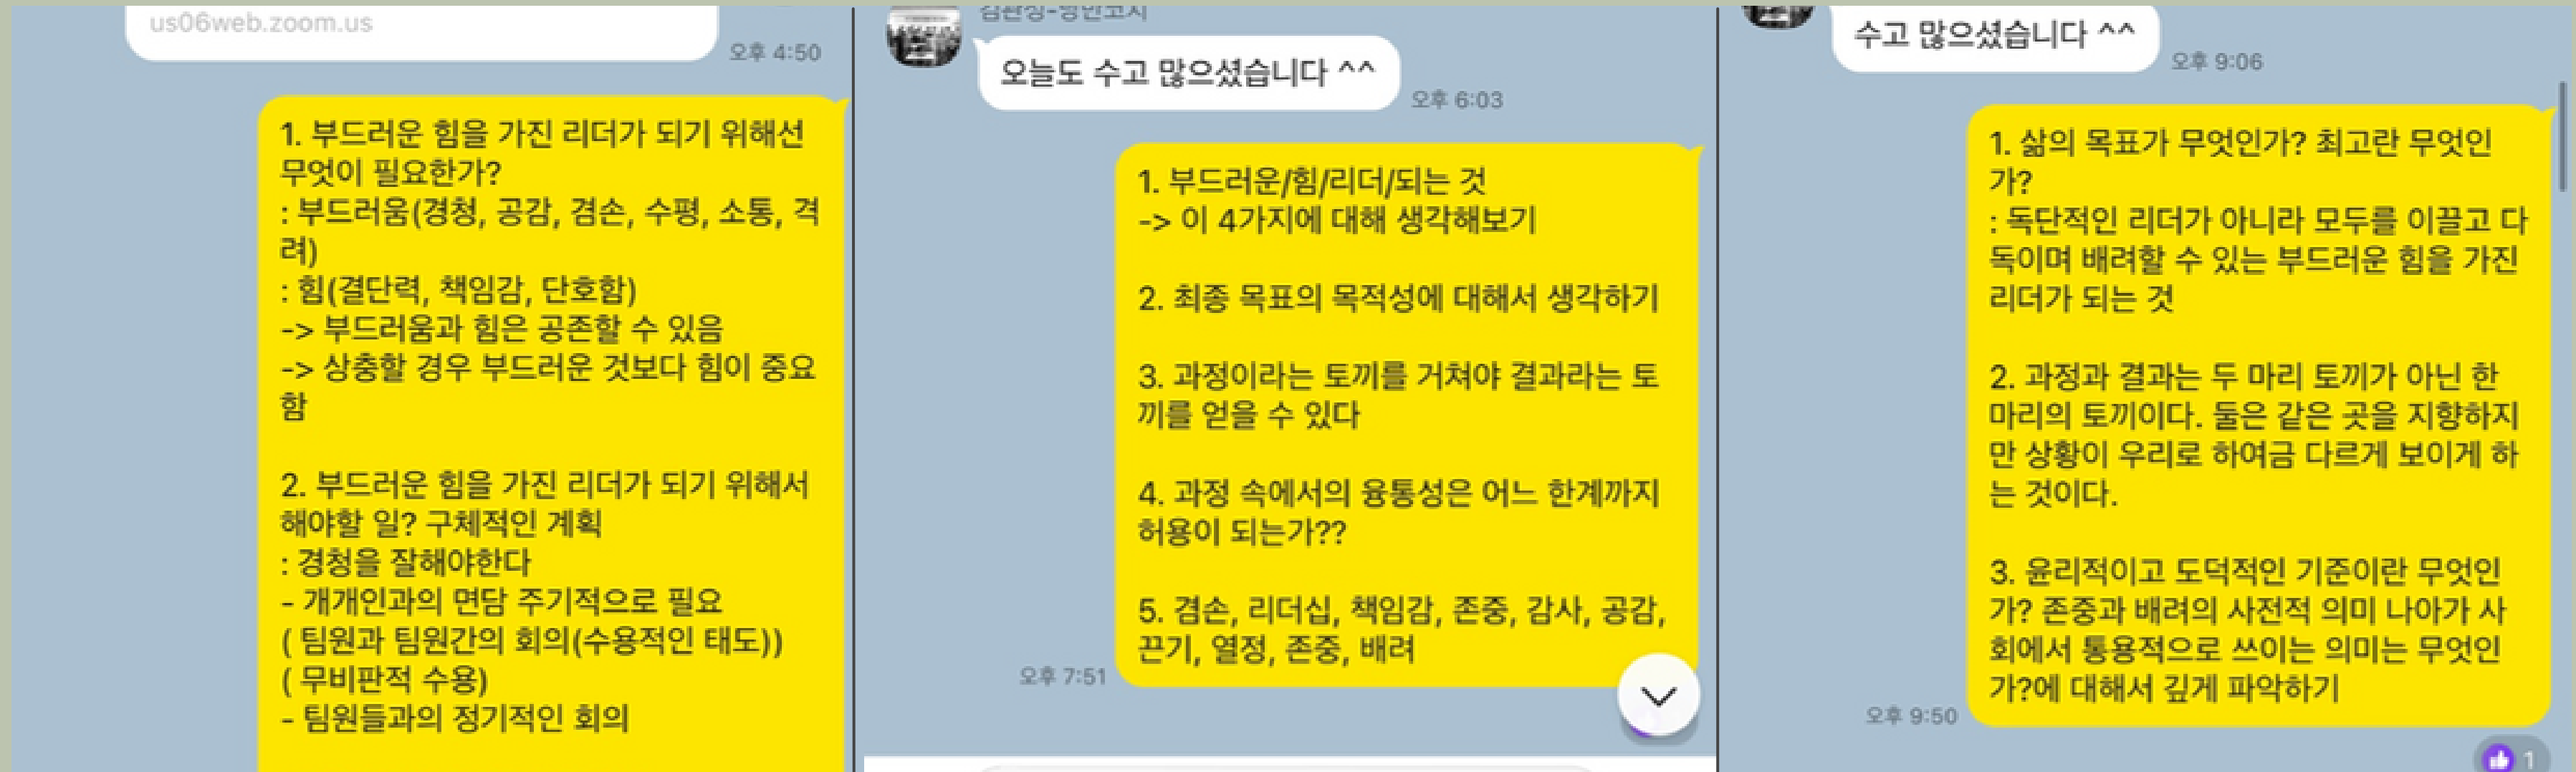 us06web.zoom.us
오후 4:50
1. 부드러운 힘을 가진 리더가 되기 위해선
무엇이 필요한가?
: 부드러움(경청, 공감, 겸손, 수평, 소통, 격
려)
: 힘(결단력, 책임감, 단호함)
-> 부드러움과 힘은 공존할 수 있음
-> 상충할 경우 부드러운 것보다 힘이 중요
함
2. 부드러운 힘을 가진 리더가 되기 위해서
해야할 일? 구체적인 계획
: 경청을 잘해야한다
- 개개인과의 면담 주기적으로 필요
( 팀원과 팀원간의 회의(수용적인 태도))
( 무비판적 수용)
- 팀원들과의 정기적인 회의
오늘도 수고 많으셨습니다 ^^
오후 6:03
1. 부드러운/힘/리더/되는 것
-> 이 4가지에 대해 생각해보기
2. 최종 목표의 목적성에 대해서 생각하기
3. 과정이라는 토끼를 거쳐야 결과라는 토
끼를 얻을 수 있다
4. 과정 속에서의 융통성은 어느 한계까지
허용이 되는가??
5. 겸손, 리더십, 책임감, 존중, 감사, 공감,
끈기, 열정, 존중, 배려
오후 7:51
수고 많으셨습니다 ^^
오후 9:06
1. 삶의 목표가 무엇인가? 최고란 무엇인
가?
: 독단적인 리더가 아니라 모두를 이끌고 다
독이며 배려할 수 있는 부드러운 힘을 가진
리더가 되는 것
2. 과정과 결과는 두 마리 토끼가 아닌 한
마리의 토끼이다. 둘은 같은 곳을 지향하지
만 상황이 우리로 하여금 다르게 보이게 하
는 것이다.
3. 윤리적이고 도덕적인 기준이란 무엇인
가? 존중과 배려의 사전적 의미 나아가 사
회에서 통용적으로 쓰이는 의미는 무엇인
가?에 대해서 깊게 파악하기
오후 9:50
1